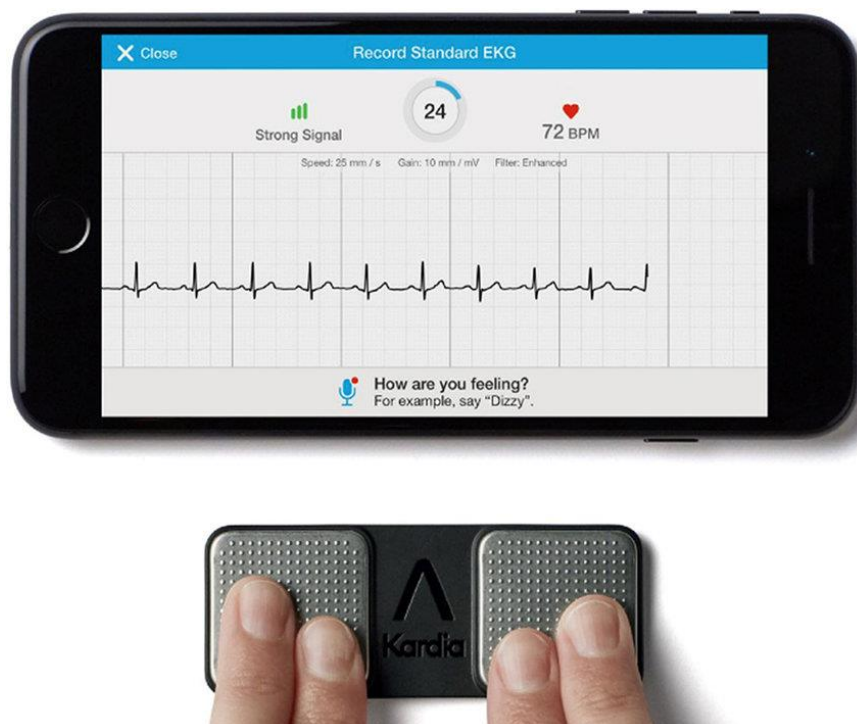 Close
Record Standard EKG
24
Strong Signal
72 BPM
Speed: 25 mm / s Gain: 10 mm / mV Filter: Enhanced
How are you feeling?
For example, say “Dizzy”.
Kardia